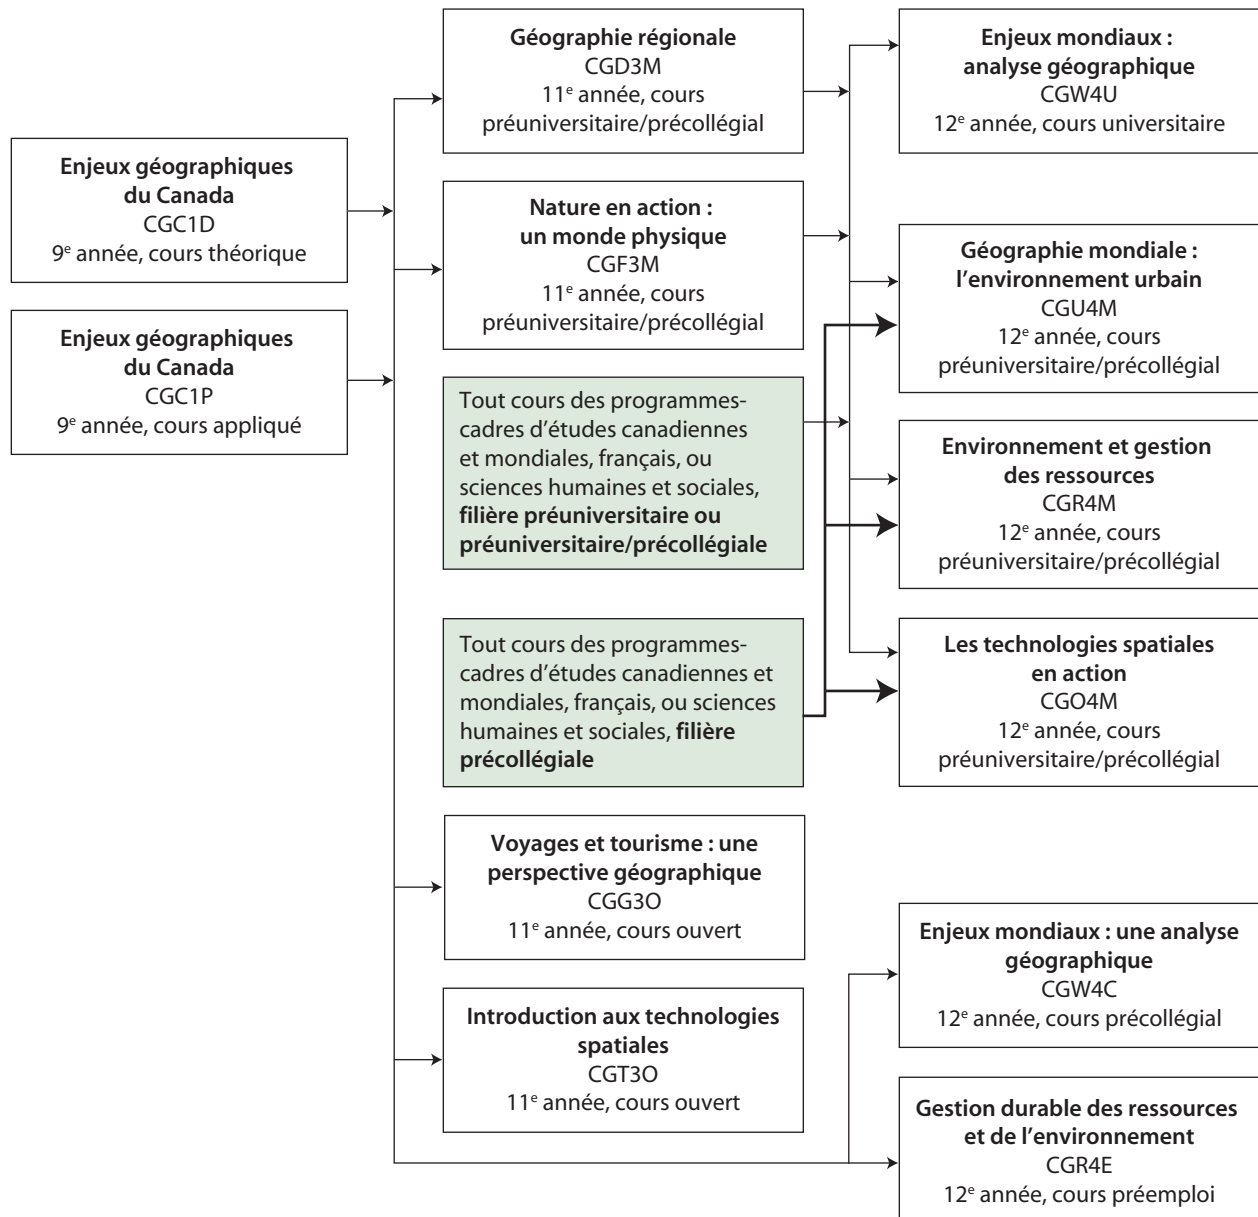 Enjeux géographiques
du Canada
CGC1D
9e année, cours théorique
Enjeux géographiques
du Canada
CGC1P
9e année, cours appliqué
Géographie régionale
CGD3M
11e année, cours
préuniversitaire/précollégial
Nature en action :
un monde physique
CGF3M
11e année, cours
préuniversitaire/précollégial
Tout cours des programmes-
cadres d’études canadiennes
et mondiales, français, ou
sciences humaines et sociales,
filière préuniversitaire ou
préuniversitaire/précollégiale
Tout cours des programmes-
cadres d’études canadiennes et
mondiales, français, ou sciences
humaines et sociales, filière
précollégiale
Voyages et tourisme : une
perspective géographique
CGG3O
11e année, cours ouvert
Introduction aux technologies
spatiales
CGT3O
11e année, cours ouvert
Enjeux mondiaux :
analyse géographique
CGW4U
12e année, cours universitaire
Géographie mondiale :
l’environnement urbain
CGU4M
12e année, cours
préuniversitaire/précollégial
Environnement et gestion
des ressources
CGR4M
12e année, cours
préuniversitaire/précollégial
Les technologies spatiales
en action
CGO4M
12e année, cours
préuniversitaire/précollégial
Enjeux mondiaux : une analyse
géographique
CGW4C
12e année, cours précollégial
Gestion durable des ressources
et de l’environnement
CGR4E
12e année, cours préemploi